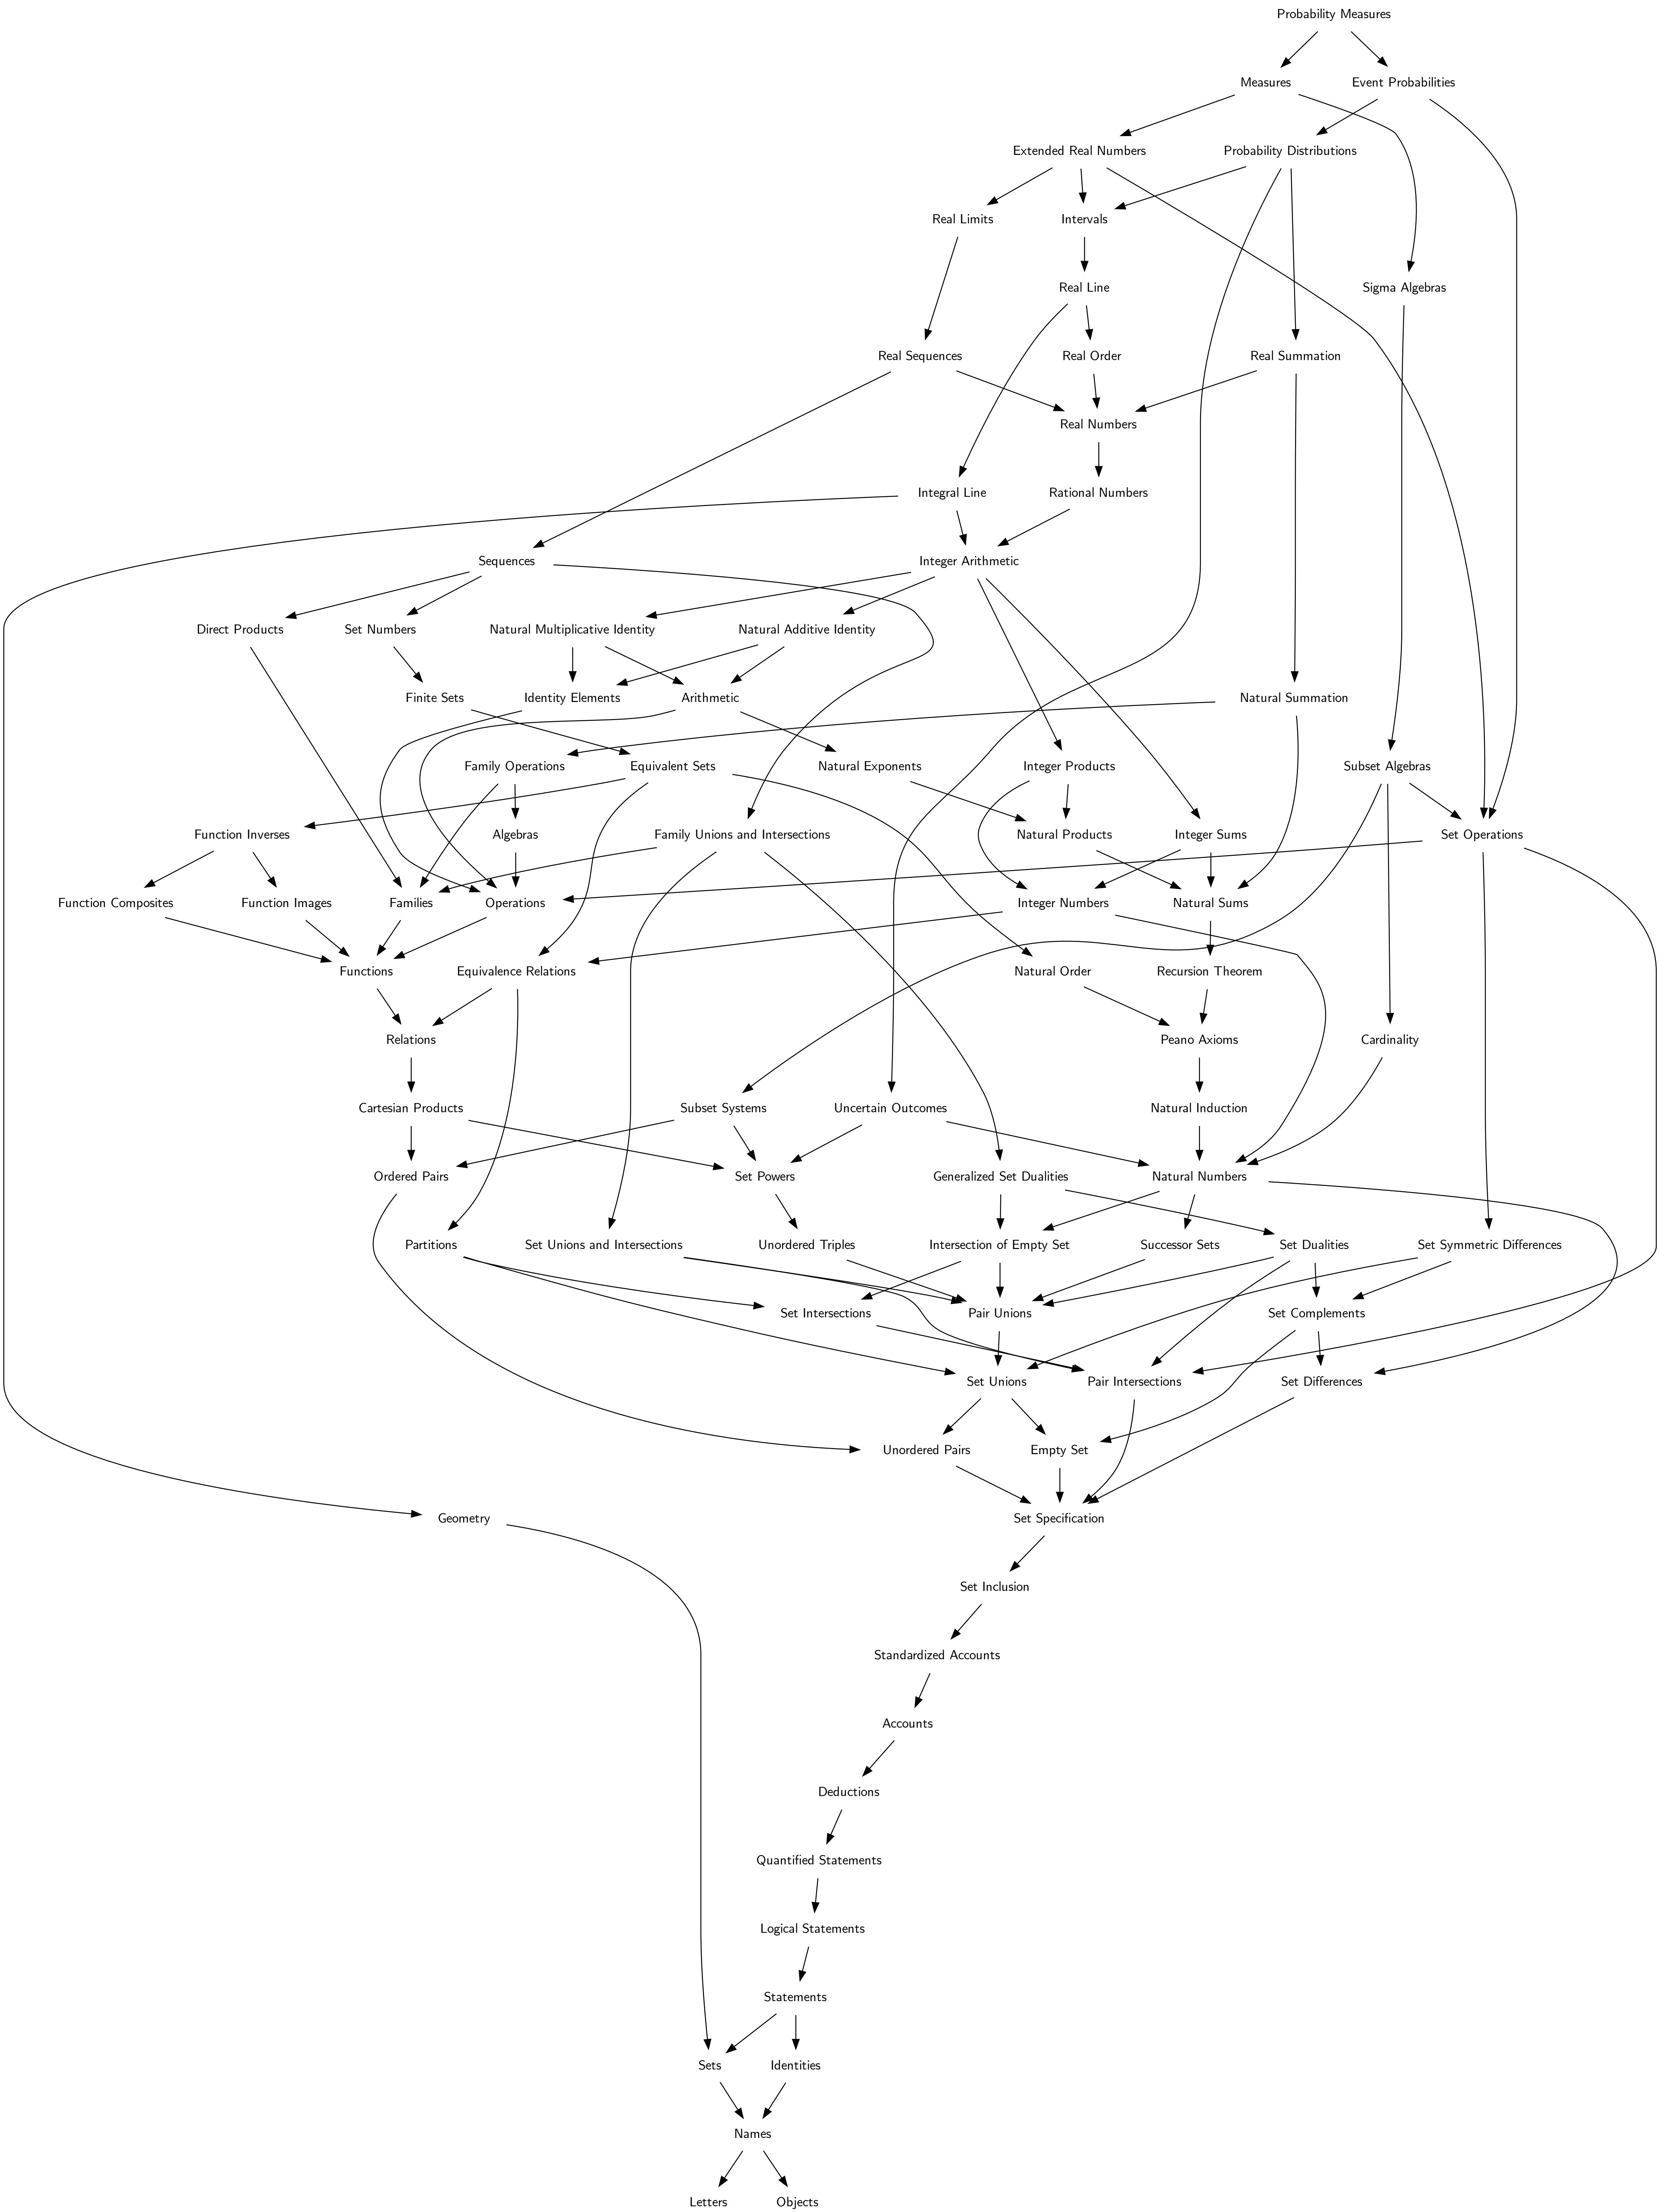 Probability Measures
Measures
Event Probabilities
Extended Real Numbers
Probability Distributions
Real Limits
Intervals
Real Line
Sigma Algebras
Real Sequences
Real Order
Real Summation
Real Numbers
Integral Line
Rational Numbers
Sequences
Integer Arithmetic
Direct Products
Set Numbers
Natural Multiplicative Identity
Natural Additive Identity
Finite Sets
Identity Elements
Arithmetic
Natural Summation
Family Operations
Equivalent Sets
Natural Exponents
Integer Products
Subset Algebras
Function Inverses
Algebras
Family Unions and Intersections
Natural Products
Integer Sums
Set Operations
Function Composites
Function Images
Families
Operations
Integer Numbers
Natural Sums
Functions
Equivalence Relations
Natural Order
Recursion Theorem
Relations
Peano Axioms
Cardinality
Cartesian Products
Subset Systems
Uncertain Outcomes
Natural Induction
Ordered Pairs
Set Powers
Generalized Set Dualities
Natural Numbers
Partitions
Set Unions and Intersections
Unordered Triples
Intersection of Empty Set
Successor Sets
Set Dualities
Set Symmetric Differences
Set Intersections
Pair Unions
Set Complements
Set Unions
Pair Intersections
Set Differences
Unordered Pairs
Empty Set
Geometry
Set Specification
Set Inclusion
Standardized Accounts
Accounts
Deductions
Quantified Statements
Logical Statements
Statements
Sets
Identities
Names
Letters
Objects